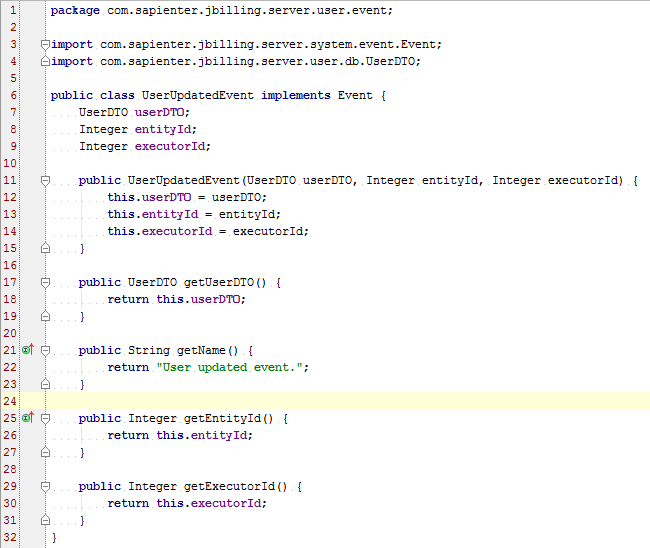 1 package com.sapienter.jbilling.server.user.event;
2
3 import com.sapienter.jbilling.server.system.event.Event;
4 import com.sapienter.jbilling.server.user.db.UserDTO;
5
6 public class UserUpdatedEvent implements Event {
7     UserDTO userDTO;
8     Integer entityId;
9     Integer executorId;
10
11     public UserUpdatedEvent(UserDTO userDTO, Integer entityId, Integer executorId) {
12         this.userDTO = userDTO;
13         this.entityId = entityId;
14         this.executorId = executorId;
15     }
16
17     public UserDTO getUserDTO() {
18         return this.userDTO;
19     }
20
21     public String getName() {
22         return "User updated event.";
23     }
24
25     public Integer getEntityId() {
26         return this.entityId;
27     }
28
29     public Integer getExecutorId() {
30         return this.executorId;
31     }
32 }